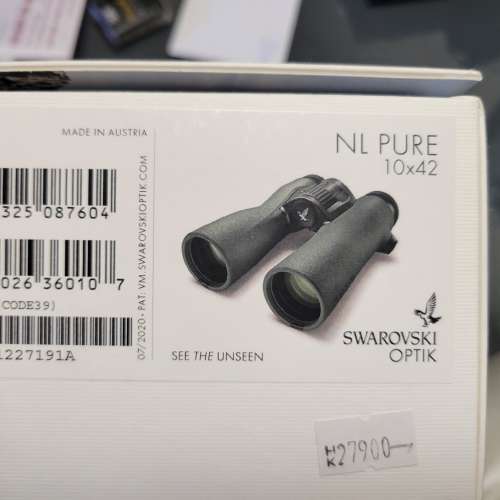 MADE IN AUSTRIA
NL PURE
10x42
325 087604
026 36010 7
CODE39)
1227191A
07/2020 • PAT: VM.SWAROVSKIOPTIK.COM
SEE THE UNSEEN
SWAROVSKI
OPTIK
HK27900—